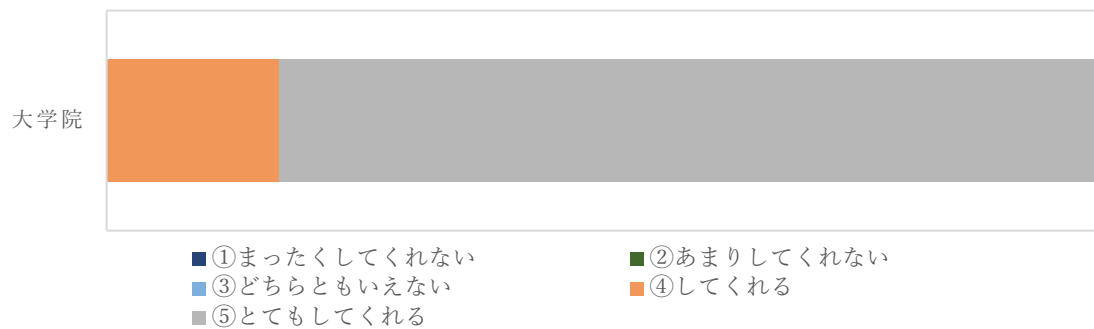 大学院
①まったくしてくれない ②あまりしてくれない
③どちらともいえない ④してくれる
⑤とてもしてくれる